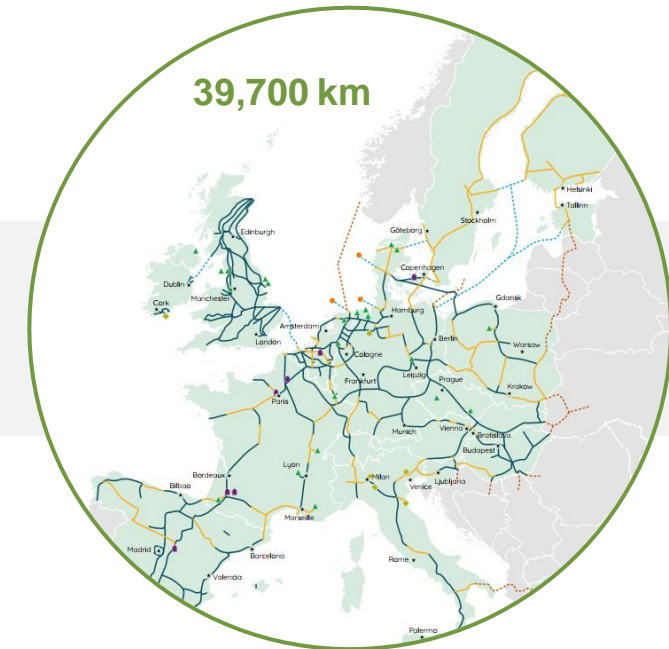 39,700 km
Helsinki
Tallinn
Stockholm
Göteborg
Edinburgh
Copenhagen
Dublin
Manchester
Cork
Gdansk
Hamburg
Amsterdam
London
Berlin
Warsaw
Cologne
Leipzig
Frankfurt
Prague
Krakow
Paris
Munich
Vienna
Bratislava
Budapest
Lyon
Bordeaux
Milan
Venice
Ljubljana
Bilbao
Marseille
Madrid
Barcelona
Rome
Valencia
Palermo